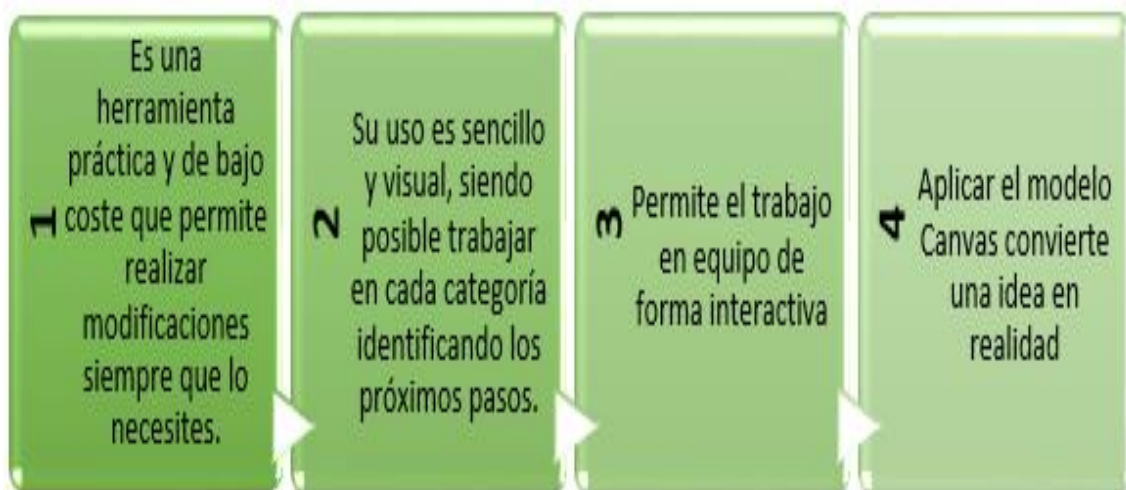 1
Es una
herramienta
práctica y de bajo
coste que permite
realizar
modificaciones
siempre que lo
necesites.
2
Su uso es sencillo
y visual, siendo
posible trabajar
en cada categoría
identificando los
próximos pasos.
3
Permite el trabajo
en equipo de
forma interactiva
4
Aplicar el modelo
Canvas convierte
una idea en
realidad